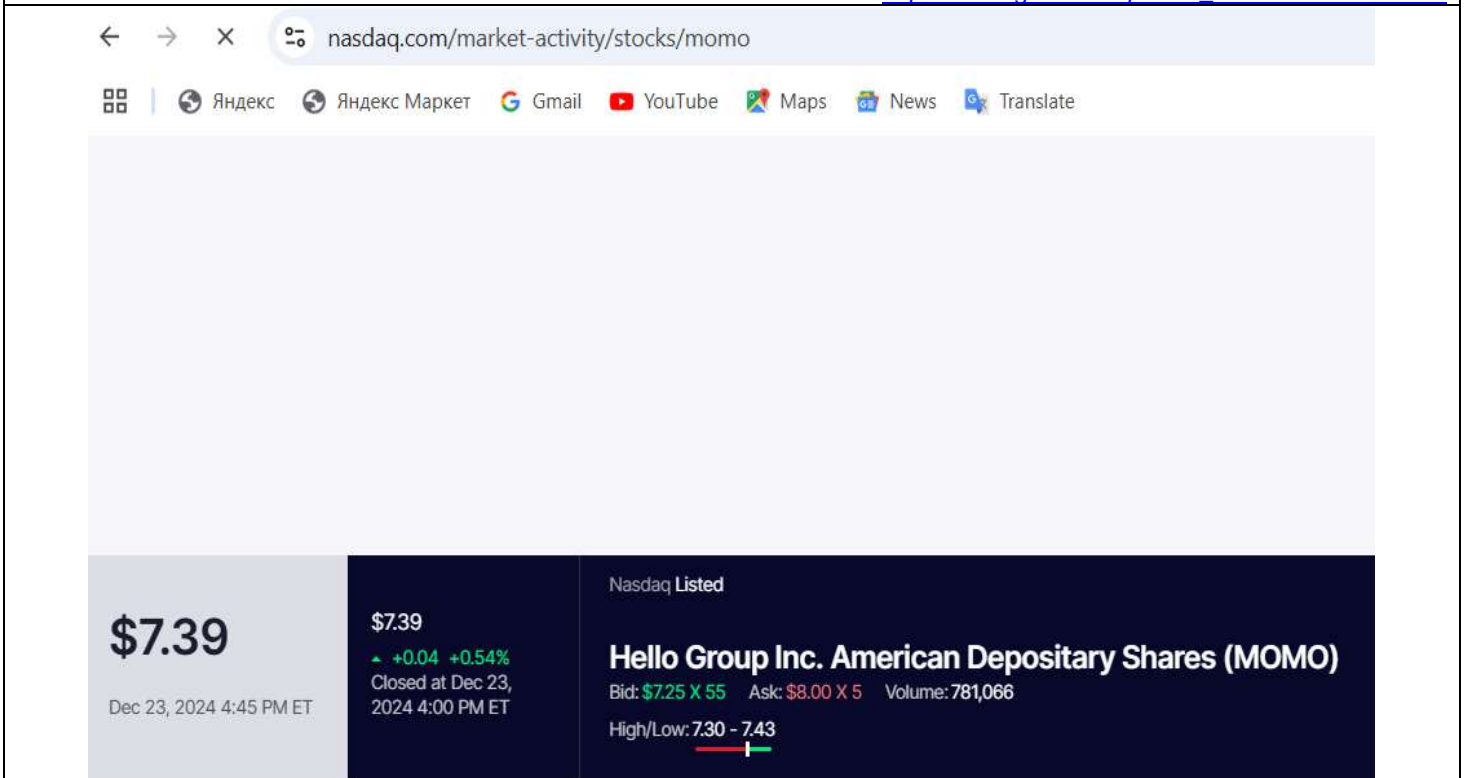 nasdaq.com/market-activity/stocks/momo
Яндекс Яндекс Маркет Gmail YouTube Maps News Translate
$7.39
Dec 23, 2024 4:45 PM ET
$7.39
+0.04 +0.54%
Closed at Dec 23,
2024 4:00 PM ET
Nasdaq Listed
Hello Group Inc. American Depositary Shares (MOMO)
Bid: $7.25 X 55 Ask: $8.00 X 5 Volume: 781,066
High/Low: 7.30 - 7.43